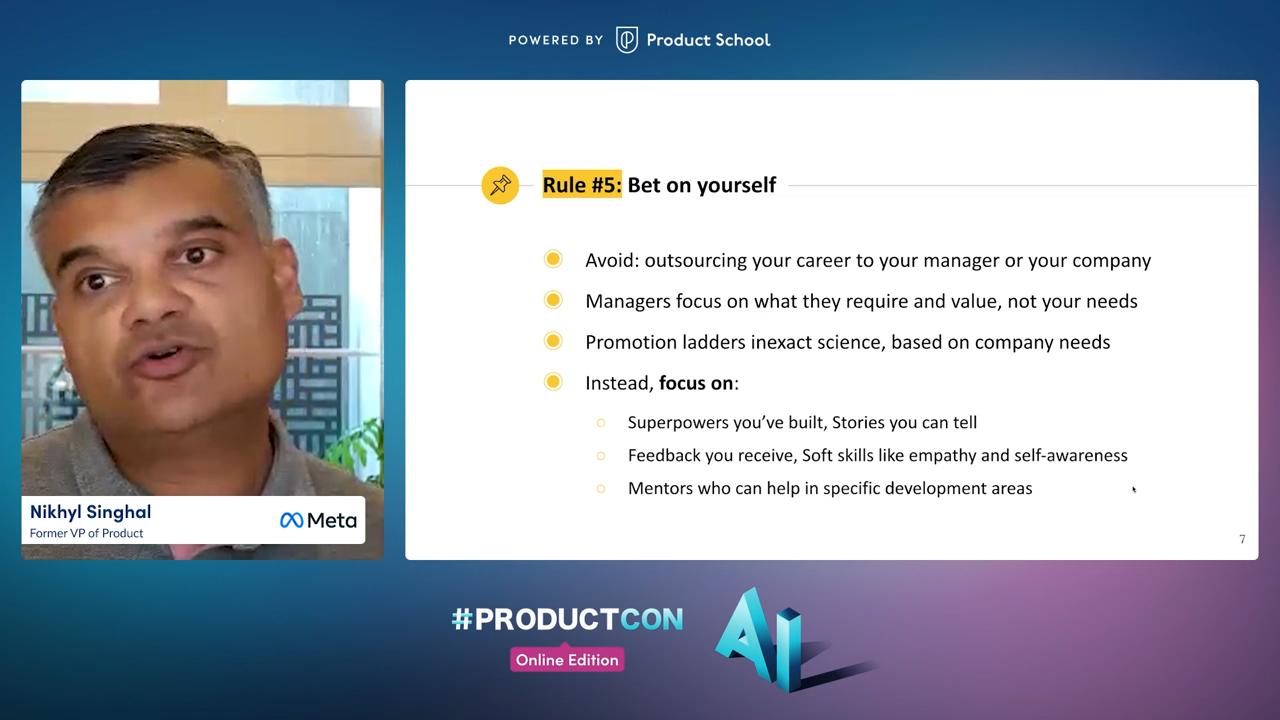 POWERED BY Product School
Rule #5: Bet on yourself
Avoid: outsourcing your career to your manager or your company
Managers focus on what they require and value, not your needs
Promotion ladders inexact science, based on company needs
Instead, focus on:
Superpowers you’ve built, Stories you can tell
Feedback you receive, Soft skills like empathy and self-awareness
Mentors who can help in specific development areas
7
Nikhyl Singhal
Former VP of Product
Meta
#PRODUCTCON
Online Edition
AI